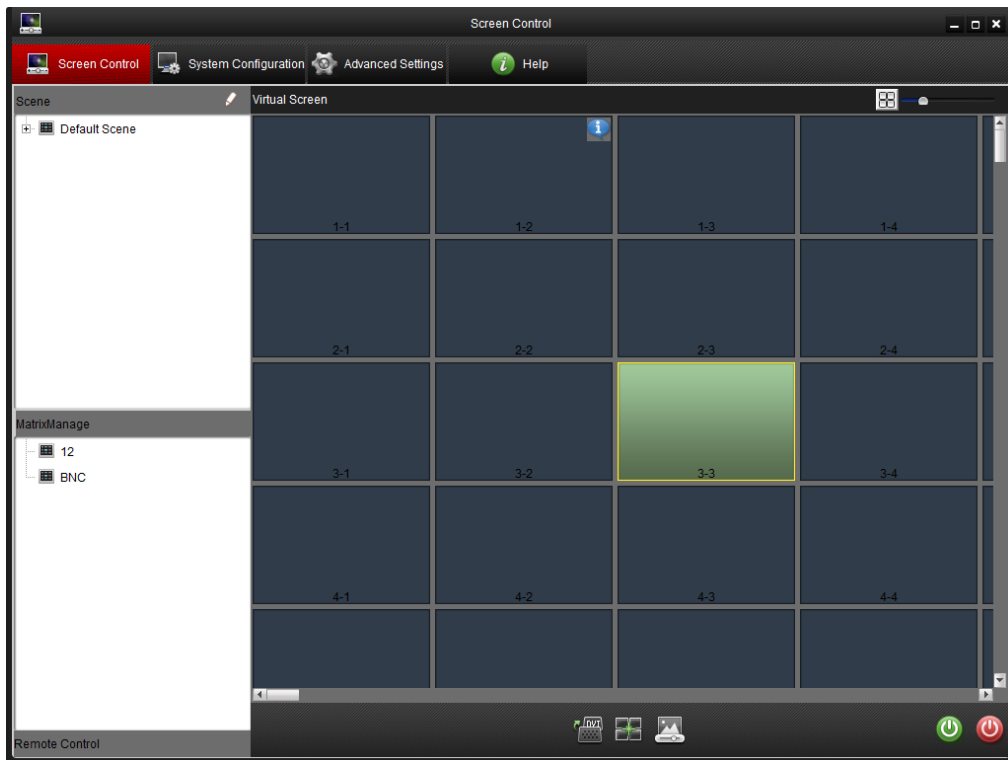 Screen Control
Screen Control
System Configuration
Advanced Settings
Help
Scene
Default Scene
MatrixManage
12
BNC
Remote Control
Virtual Screen
1-1
1-2
1-3
1-4
2-1
2-2
2-3
2-4
3-1
3-2
3-3
3-4
4-1
4-2
4-3
4-4
DVI